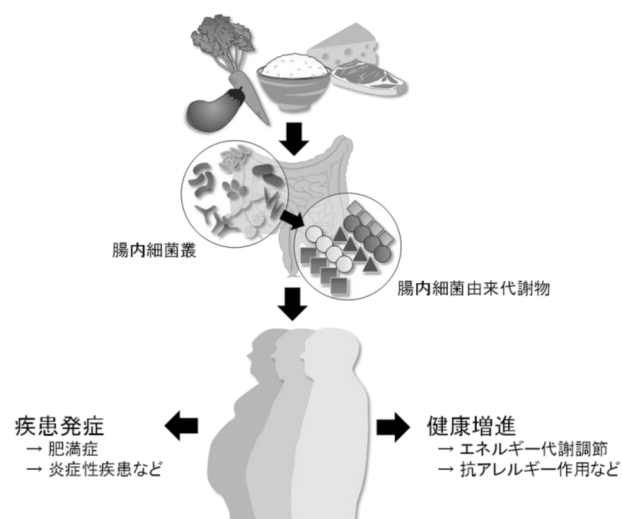 腸内細菌叢
腸内細菌由来代謝物
疾患発症
→ 肥満症
→ 炎症性疾患など
健康増進
→ エネルギー代謝調節
→ 抗アレルギー作用など